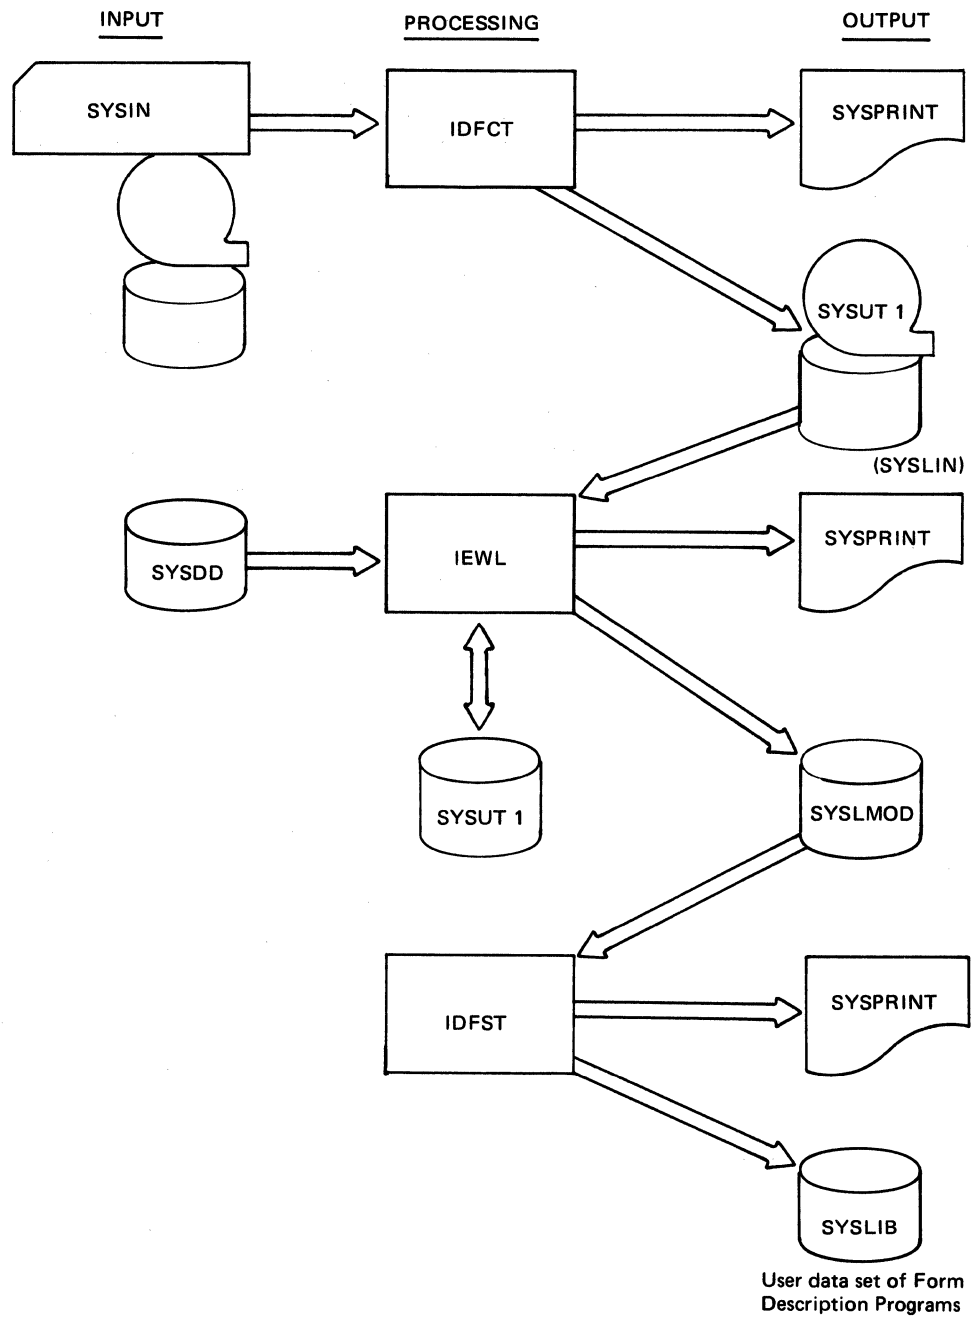 INPUT
PROCESSING
OUTPUT
SYSIN
IDFCT
SYSPRINT
SYSUT 1
(SYSLIN)
SYSDD
IEWL
SYSPRINT
SYSUT 1
SYSLMOD
IDFST
SYSPRINT
SYSLIB
User data set of Form
Description Programs